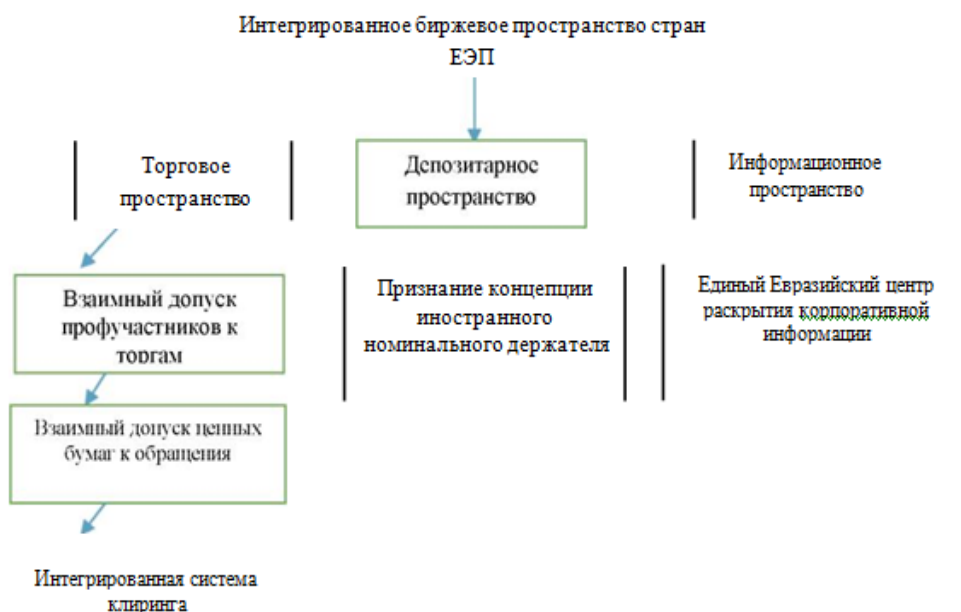 Интегрированное биржевое пространство стран
ЕЭП
Торговое
пространство
Депозитарное
пространство
Информационное
пространство
Взаимный допуск
профучастников к
торгам
Признание концепции
иностранного
номинального держателя
Единый Евразийский центр
раскрытия корпоративной
информации
Взаимный допуск ценных
бумаг к обращения
Интегрированная система
клиринга